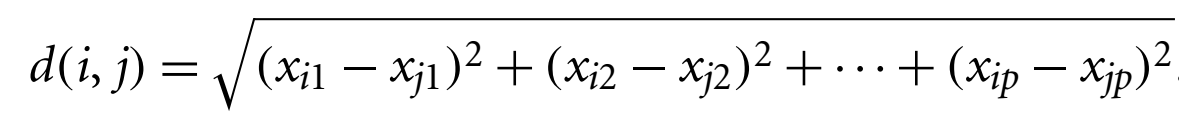 d(i, j) = √(x_{i1} − x_{j1})² + (x_{i2} − x_{j2})² + ⋯ + (x_{ip} − x_{jp})².